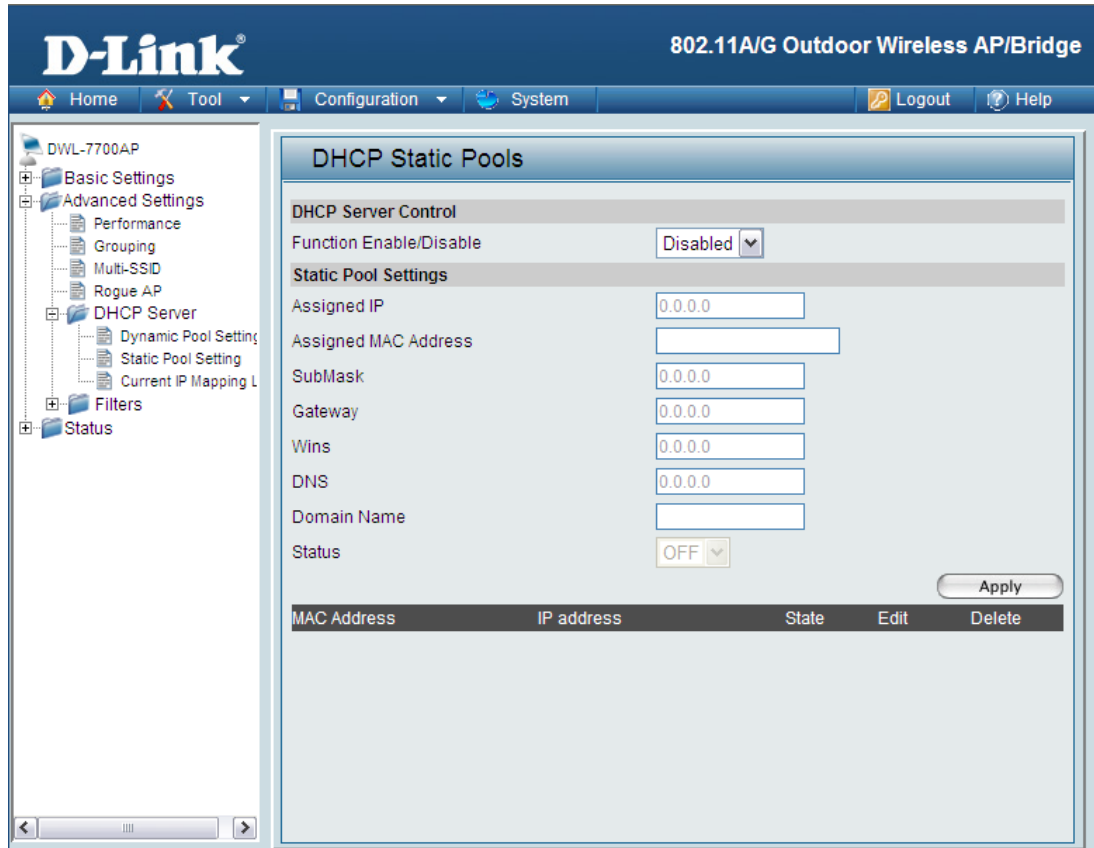 D-Link®
802.11A/G Outdoor Wireless AP/Bridge
Home Tool Configuration System Logout Help
DWL-7700AP
Basic Settings
Advanced Settings
Performance
Grouping
Multi-SSID
Rogue AP
DHCP Server
Dynamic Pool Setting
Static Pool Setting
Current IP Mapping L
Filters
Status
DHCP Static Pools
DHCP Server Control
Function Enable/Disable Disabled
Static Pool Settings
Assigned IP 0.0.0.0
Assigned MAC Address
SubMask 0.0.0.0
Gateway 0.0.0.0
Wins 0.0.0.0
DNS 0.0.0.0
Domain Name
Status OFF
Apply
MAC Address IP address State Edit Delete